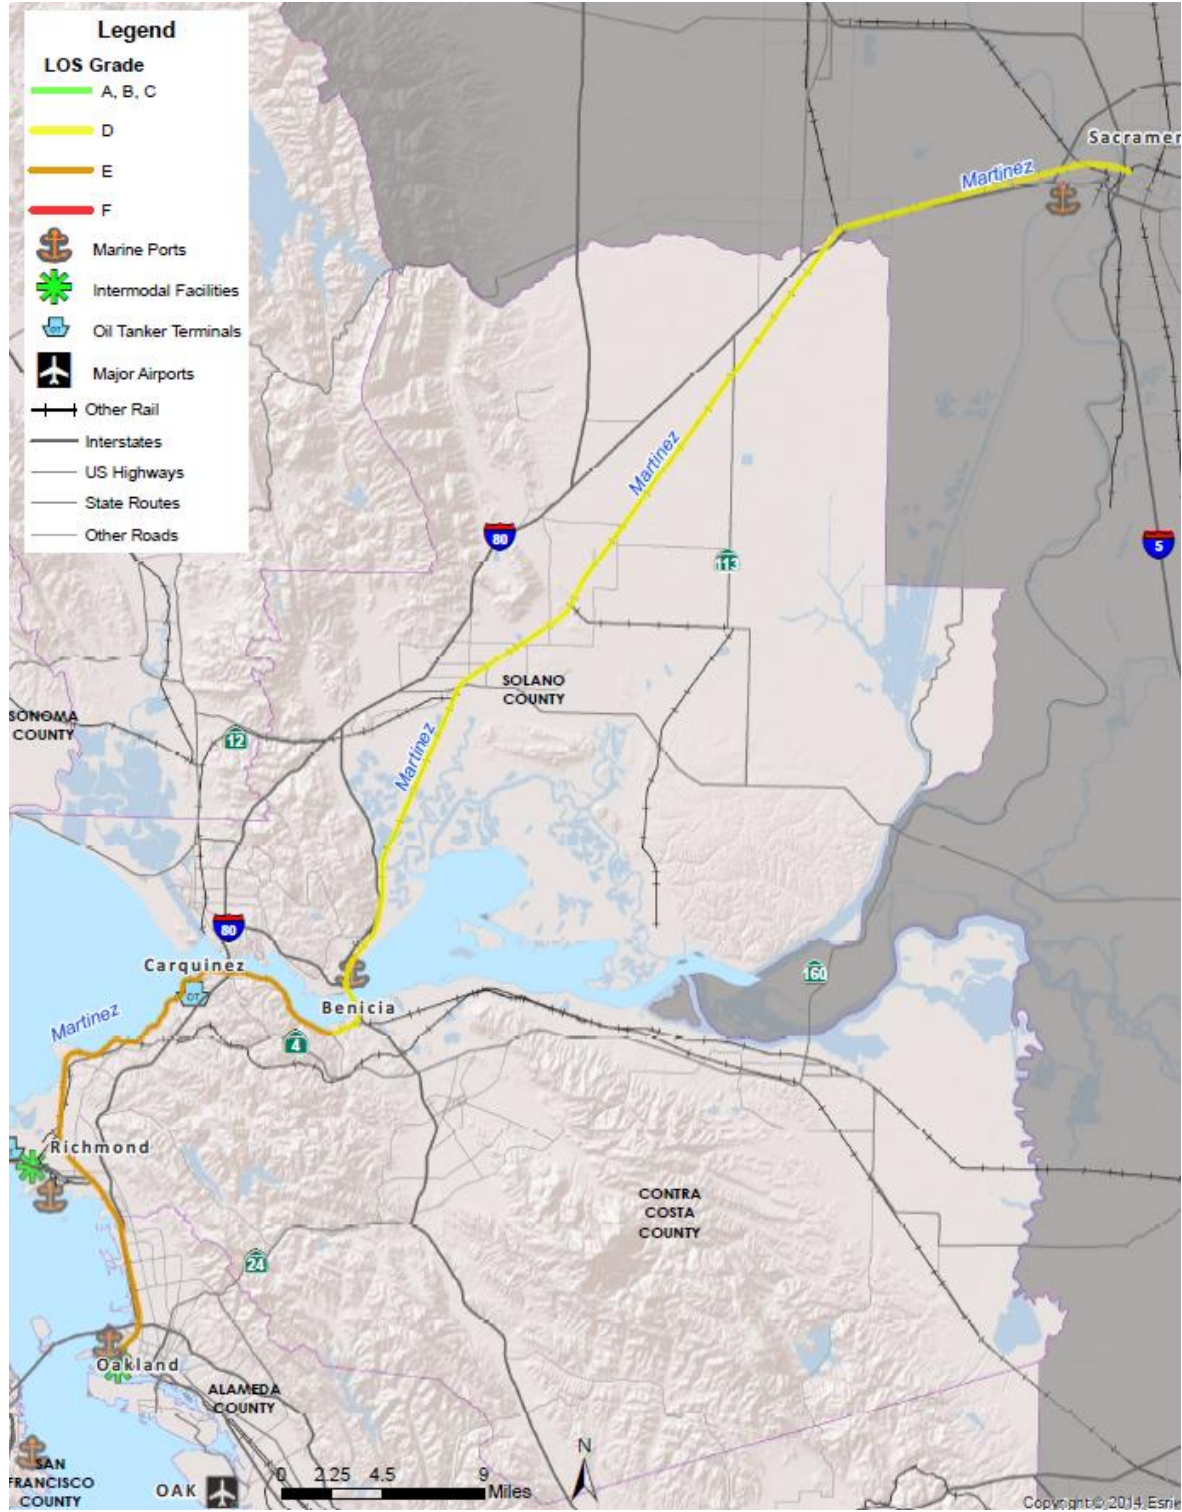 Legend
LOS Grade
A, B, C
D
E
F
Marine Ports
Intermodal Facilities
OT
Oil Tanker Terminals
Major Airports
Other Rail
Interstates
US Highways
State Routes
Other Roads
Sacramen
Martinez
Martinez
80
5
113
SOLANO
COUNTY
SONOMA
COUNTY
12
Martinez
80
Carquinez
160
OT
Benicia
Martinez
4
Richmond
CONTRA
COSTA
COUNTY
24
Oakland
ALAMEDA
COUNTY
SAN
FRANCISCO
COUNTY
OAK
0 2.25 4.5 9
Miles
N
Copyright © 2014 Esri